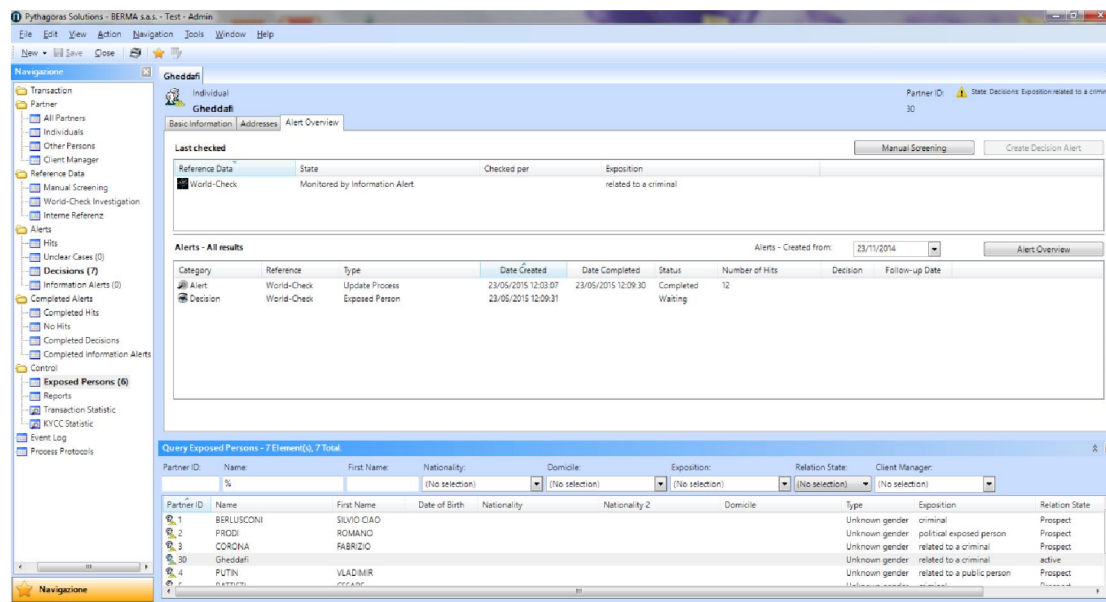 Pythagoras Solutions - BERMA s.a.s. - Test - Admin
File Edit View Action Navigation Tools Window Help
New Save Close
Navigazione
Transaction
Partner
All Partners
Individuals
Other Persons
Client Manager
Reference Data
Manual Screening
World-Check Investigation
Interne Referenz
Alerts
Hits
Unclear Cases (0)
Decisions (7)
Information Alerts (0)
Completed Alerts
Completed Hits
No Hits
Completed Decisions
Completed Information Alerts
Control
Exposed Persons (6)
Reports
Transaction Statistic
KYCC Statistic
Event Log
Process Protocols
Navigazione
Gheddafi
Individual
Gheddafi
Partner ID: State: Decisions: Exposition:related to a crimin
30
Basic Information Addresses Alert Overview
Last checked Manual Screening Create Decision Alert
Reference Data State Checked per Exposition
World-Check Monitored by Information Alert related to a criminal
Alerts - All results Alerts - Created from: 23/11/2014 Alert Overview
Category Reference Type Date Created Date Completed Status Number of Hits Decision Follow-up Date
Alert World-Check Update Process 23/05/2015 12:03:07 23/05/2015 12:09:30 Completed 12
Decision World-Check Exposed Person 23/05/2015 12:09:31 Waiting
Query Exposed Persons - 7 Element(s), 7 Total.
Partner ID: Name: First Name: Nationality: Domicile: Exposition: Relation State: Client Manager:
% (No selection) (No selection) (No selection) (No selection) (No selection)
Partner ID Name First Name Date of Birth Nationality Nationality 2 Domicile Type Exposition Relation State
1 BERLUSCONI SILVIO CIAO Unknown gender criminal Prospect
2 PRODI ROMANO Unknown gender political exposed person Prospect
3 CORONA FABRIZIO Unknown gender related to a criminal Prospect
30 Gheddafi Unknown gender related to a criminal active
4 PUTIN VLADIMIR Unknown gender related to a public person Prospect